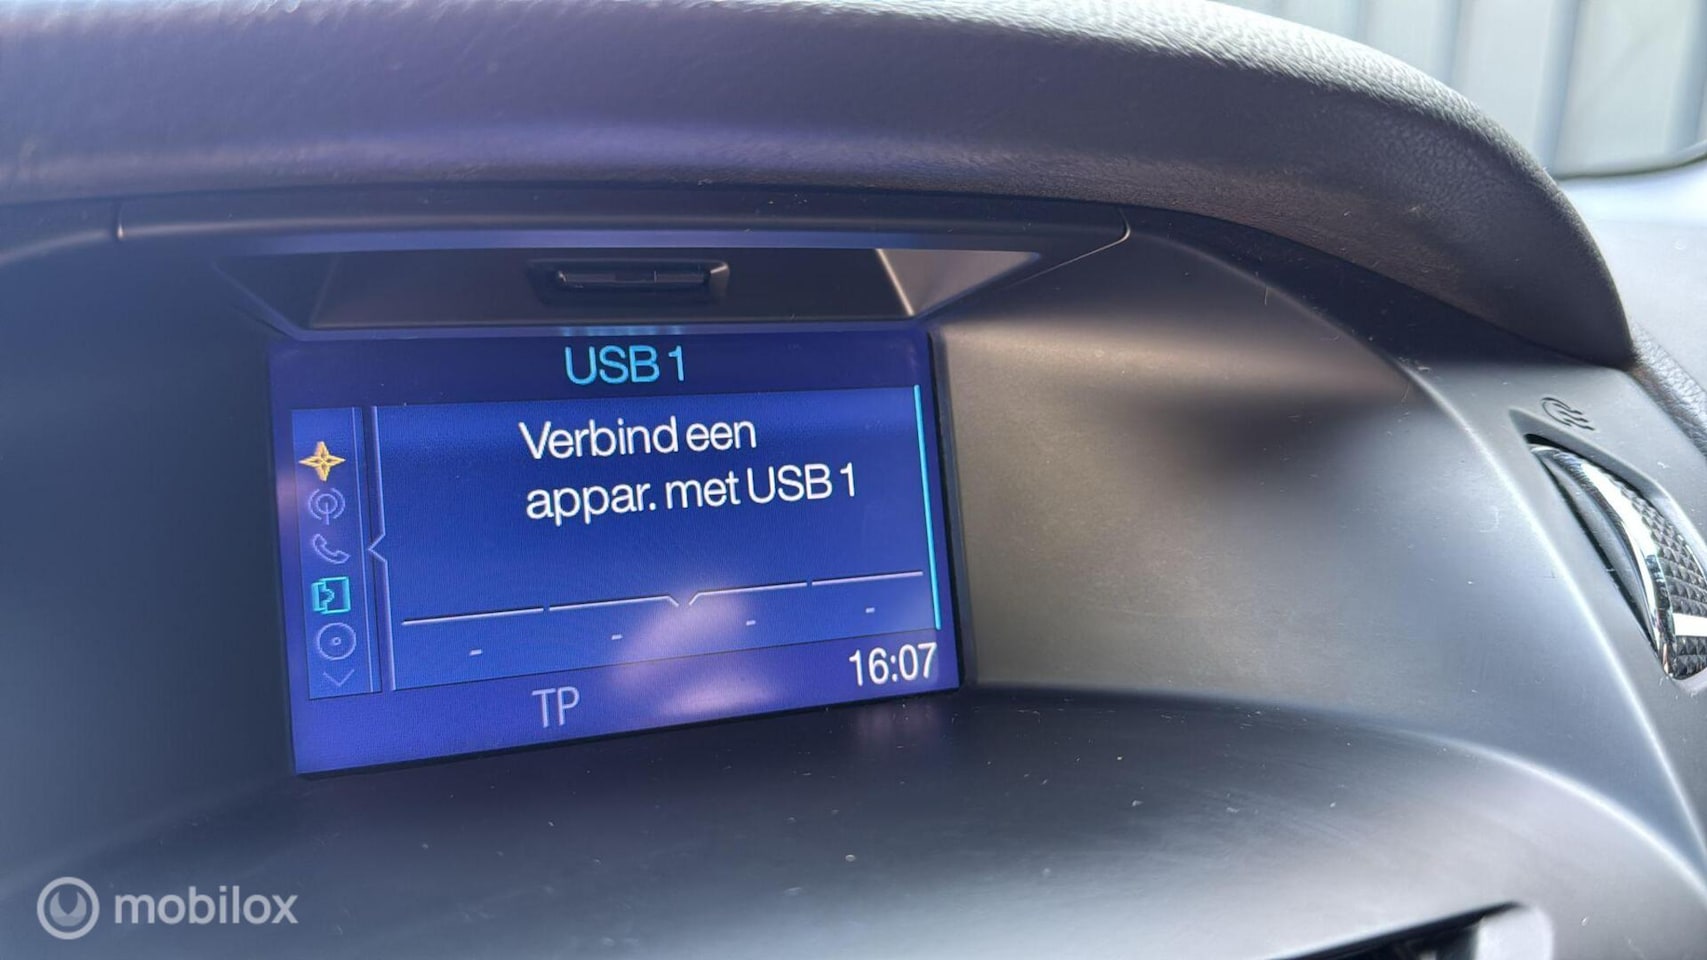 USB 1
Verbind een
appar. met USB 1
- - - -
16:07
TP
mobilox